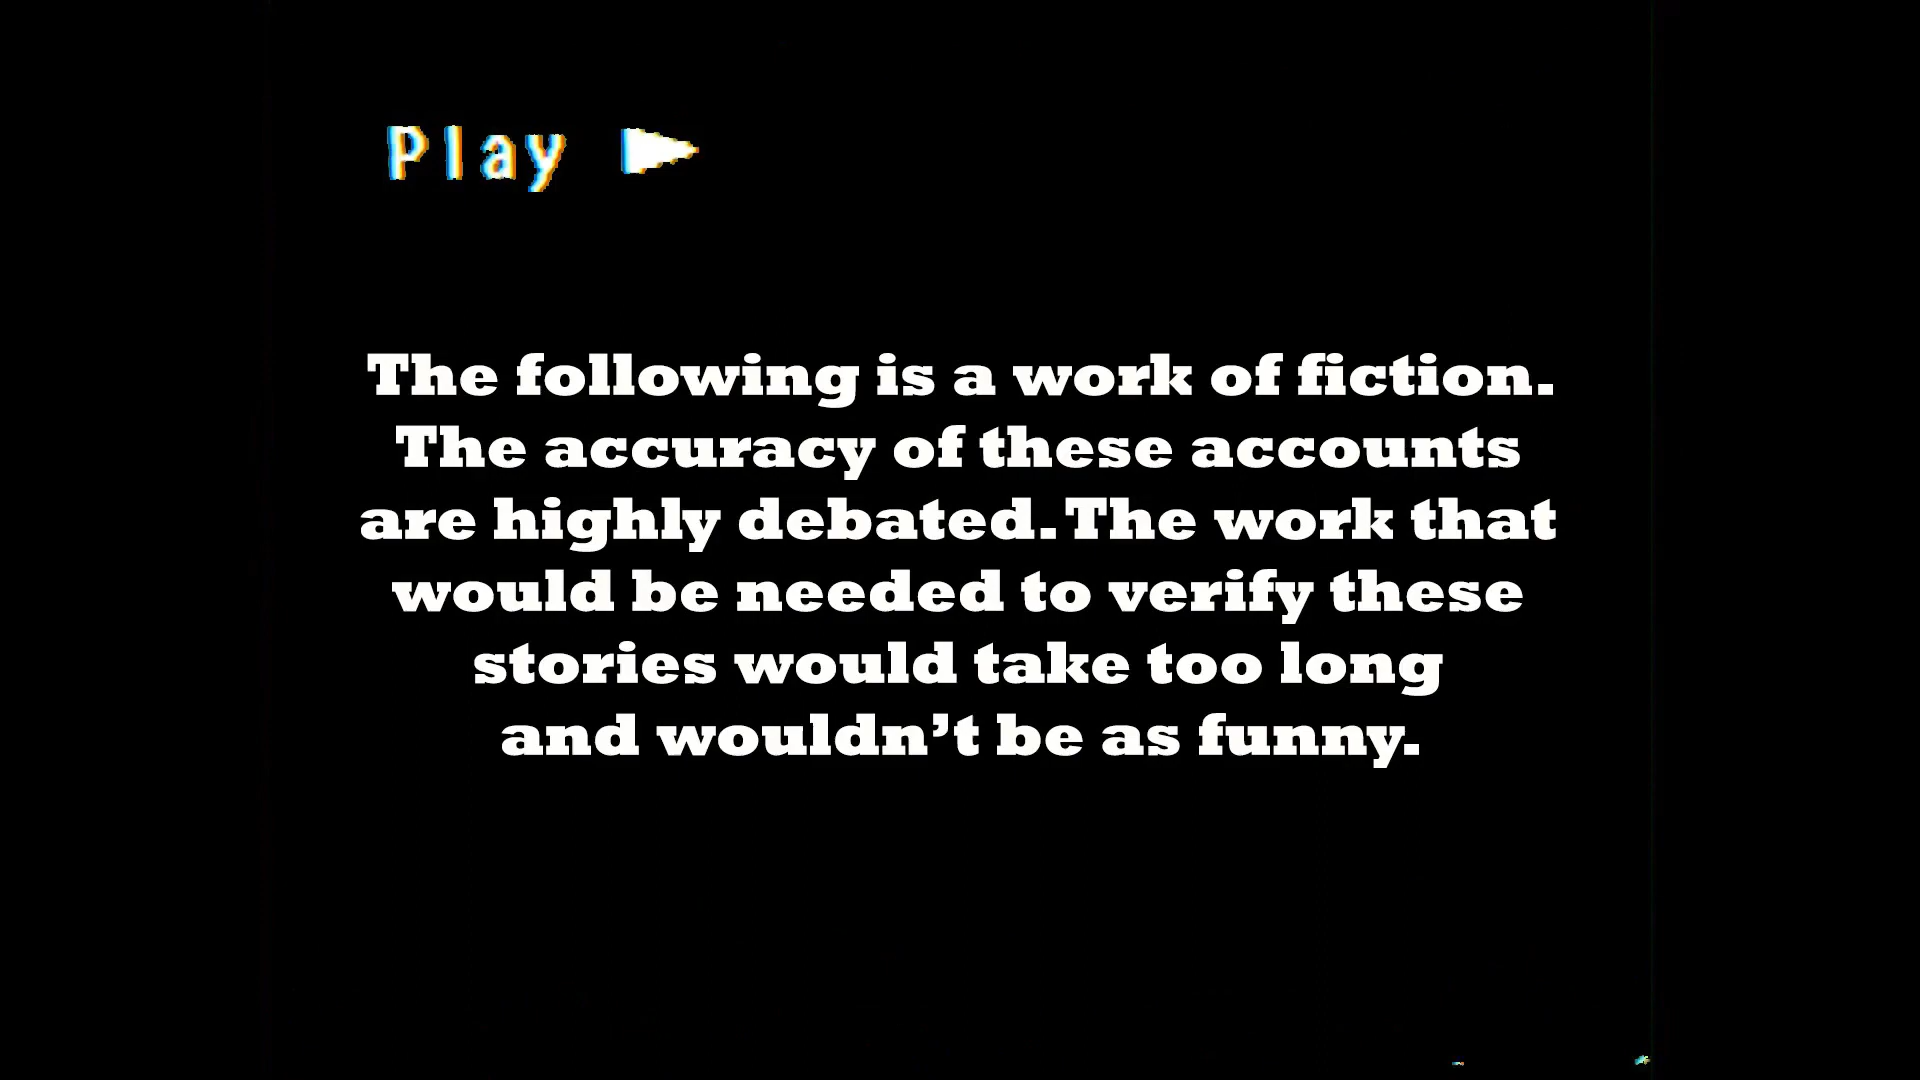 Play
The following is a work of fiction.
The accuracy of these accounts
are highly debated. The work that
would be needed to verify these
stories would take too long
and wouldn’t be as funny.